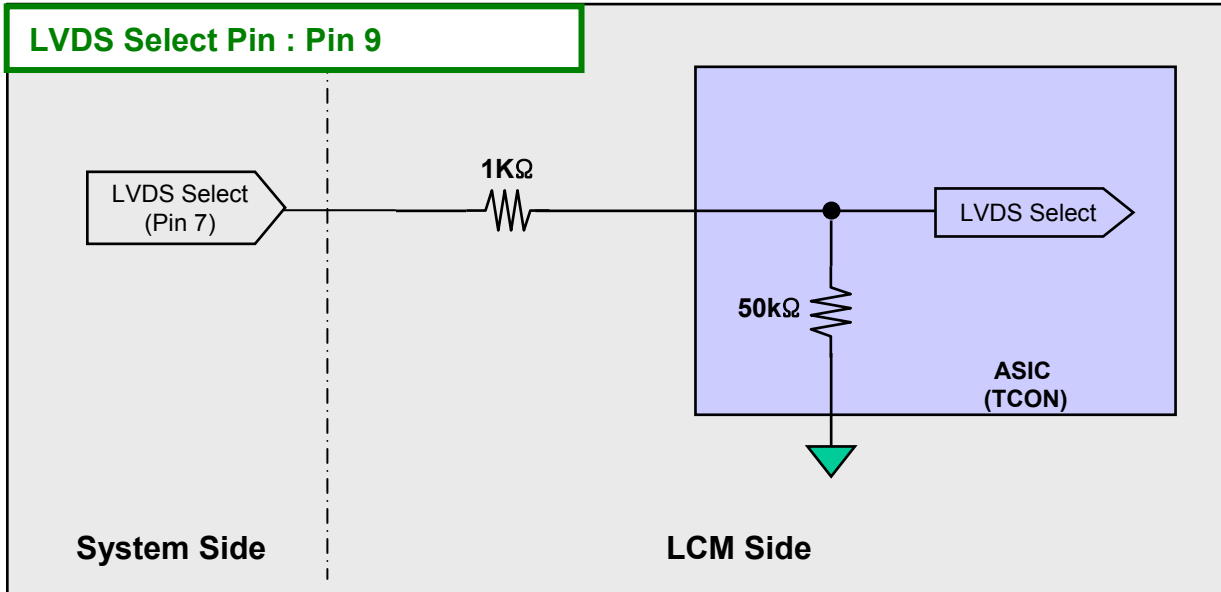 LVDS Select Pin : Pin 9
1KΩ
LVDS Select
(Pin 7)
LVDS Select
50kΩ
ASIC
(TCON)
System Side
LCM Side